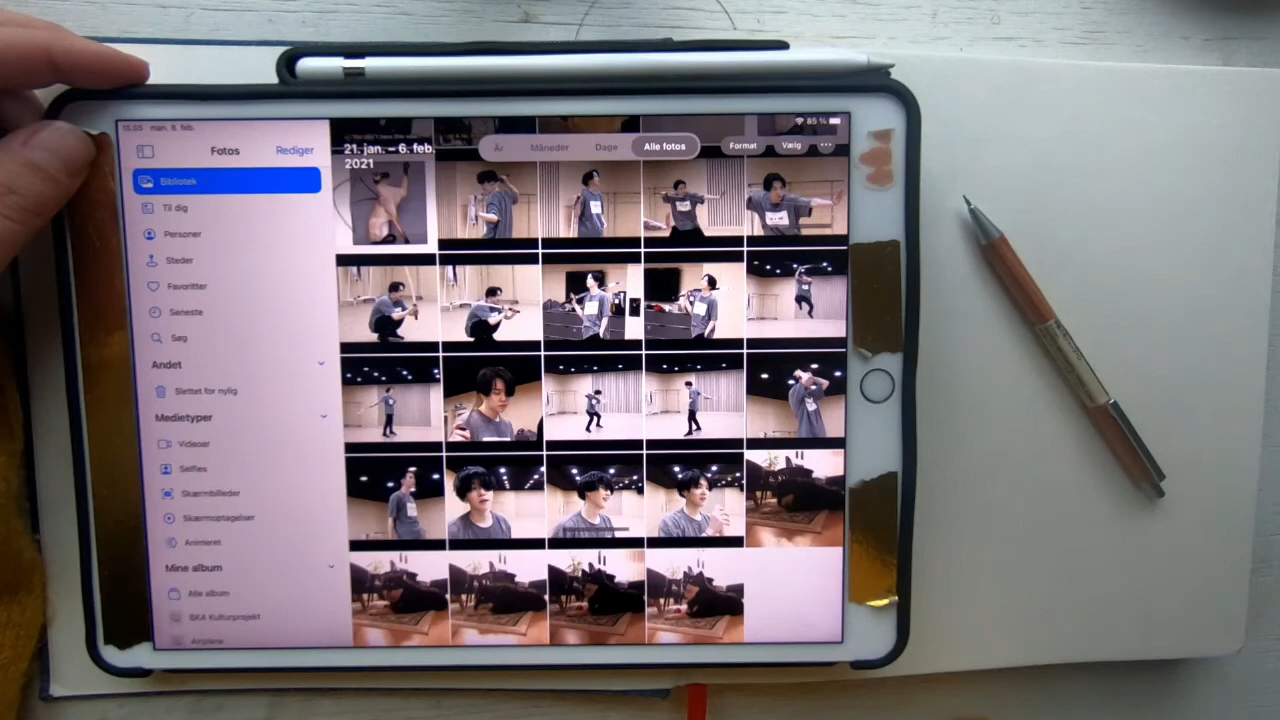 15.05 man. 8. feb.
85 %
Fotos
Rediger
21. jan. – 6. feb.
2021
År
Måneder
Dage
Alle fotos
Format
Vælg
Bibliotek
Til dig
Personer
Steder
Favoritter
Seneste
Søg
Andet
Slettet for nylig
Medietyper
Videoer
Selfies
Skærmbilleder
Skærmoptagelser
Animeret
Mine album
Alle album
BKA Kulturprojekt
Airplane